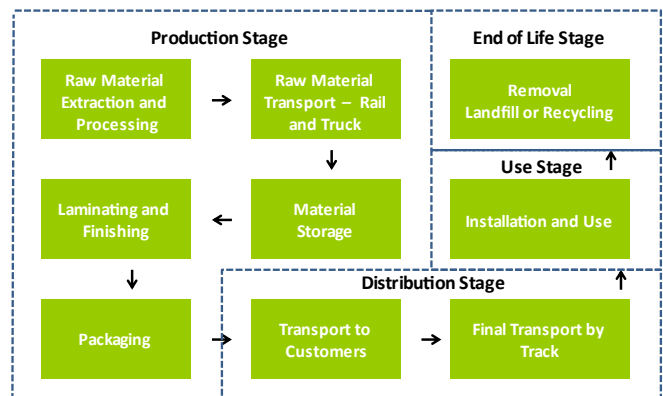 Production Stage
End of Life Stage
Raw Material
Extraction and
Processing
Raw Material
Transport – Rail
and Truck
Removal
Landfill or Recycling
Use Stage
Laminating and
Finishing
Material
Storage
Installation and Use
Distribution Stage
Packaging
Transport to
Customers
Final Transport by
Track